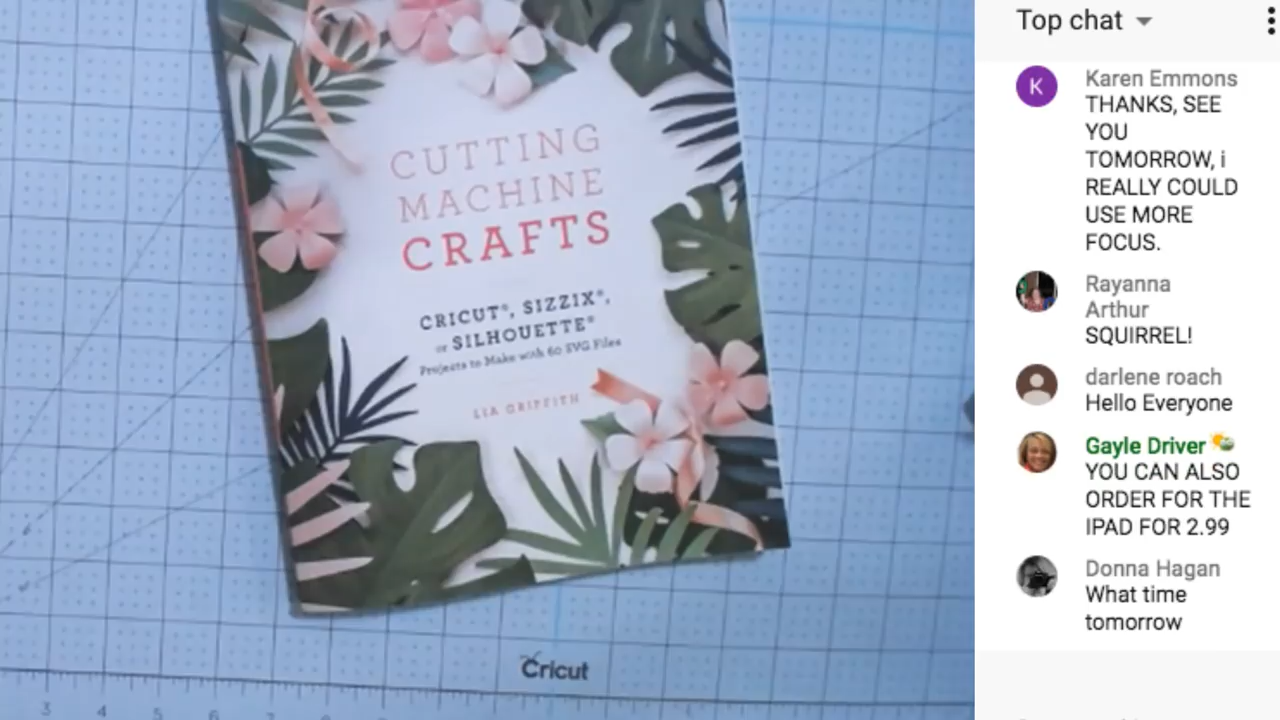 CUTTING
MACHINE
CRAFTS
CRICUT®, SIZZIX®,
or SILHOUETTE®
Projects to Make with 60 SVG Files
LIA GRIFFITH
Cricut
3 4 5 6 7 8
Top chat
K
Karen Emmons
THANKS, SEE
YOU
TOMORROW, i
REALLY COULD
USE MORE
FOCUS.
Rayanna
Arthur
SQUIRREL!
darlene roach
Hello Everyone
Gayle Driver
YOU CAN ALSO
ORDER FOR THE
IPAD FOR 2.99
Donna Hagan
What time
tomorrow